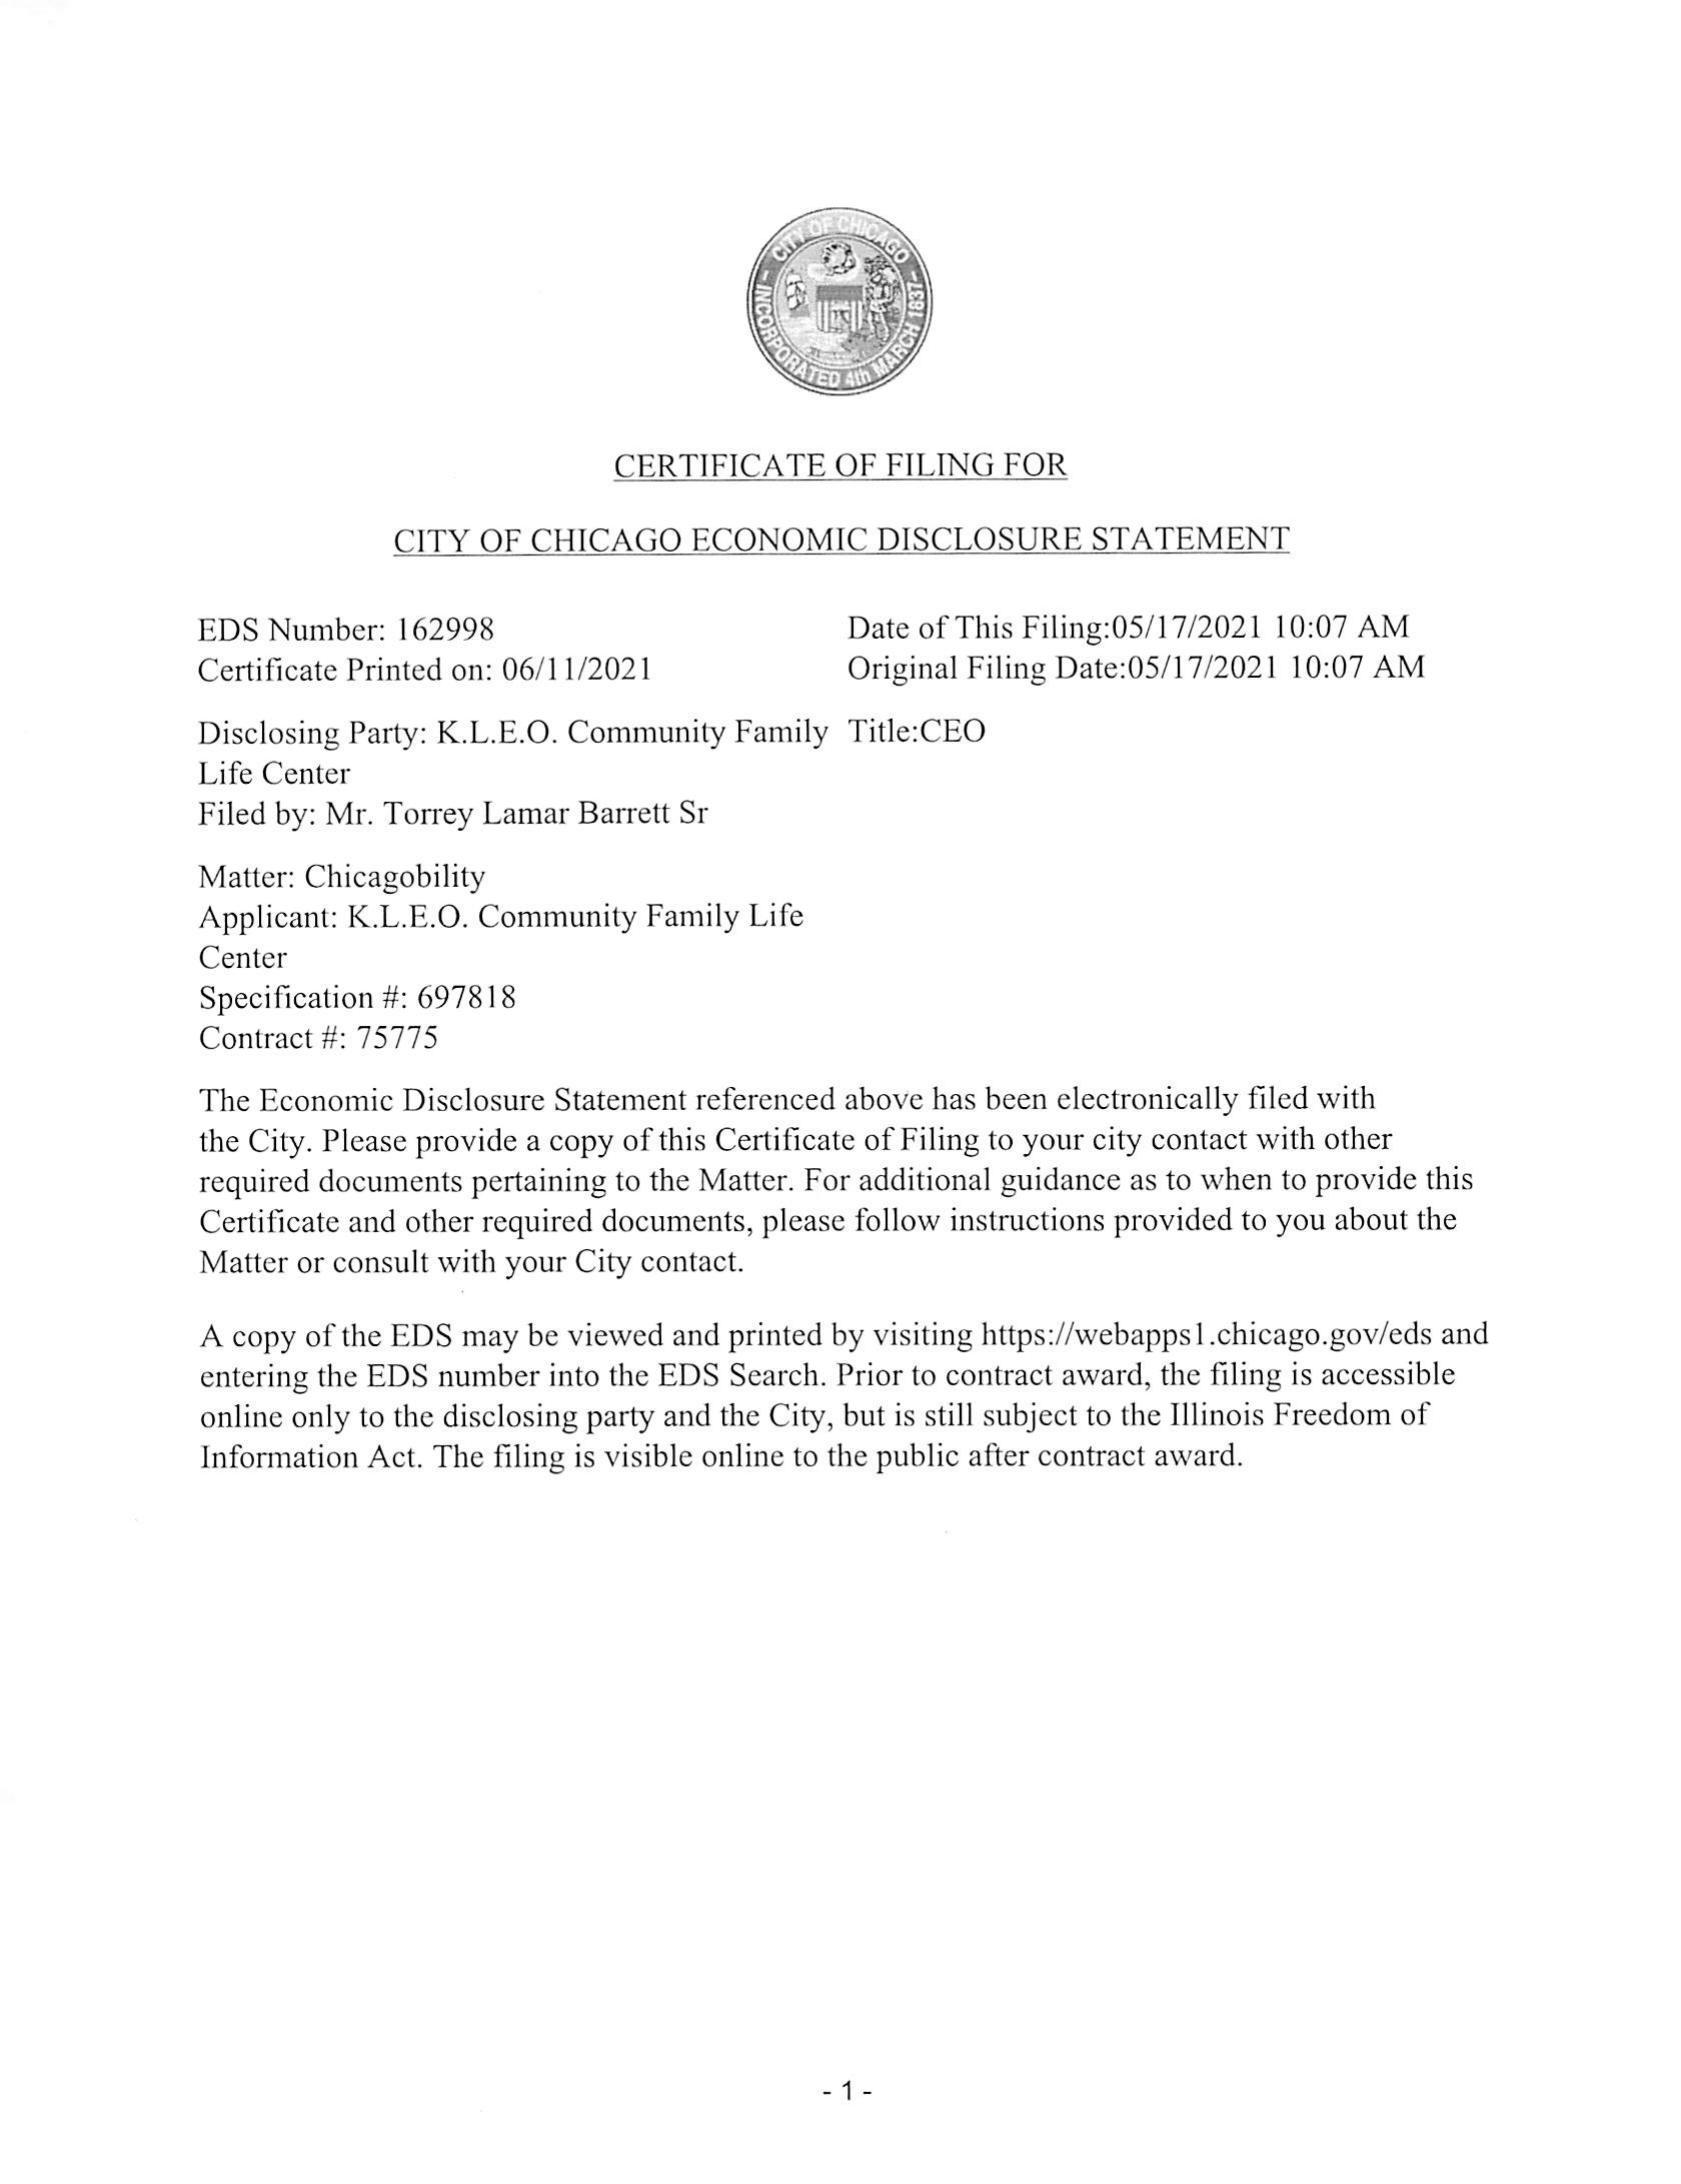 CITY OF CHICAGO
INCORPORATED 4th MARCH 1837
CERTIFICATE OF FILING FOR
CITY OF CHICAGO ECONOMIC DISCLOSURE STATEMENT
EDS Number: 162998
Date of This Filing:05/17/2021 10:07 AM
Certificate Printed on: 06/11/2021
Original Filing Date:05/17/2021 10:07 AM
Disclosing Party: K.L.E.O. Community Family
Life Center
Title:CEO
Filed by: Mr. Torrey Lamar Barrett Sr
Matter: Chicagobility
Applicant: K.L.E.O. Community Family Life
Center
Specification #: 697818
Contract #: 75775
The Economic Disclosure Statement referenced above has been electronically filed with
the City. Please provide a copy of this Certificate of Filing to your city contact with other
required documents pertaining to the Matter. For additional guidance as to when to provide this
Certificate and other required documents, please follow instructions provided to you about the
Matter or consult with your City contact.
A copy of the EDS may be viewed and printed by visiting https://webapps1.chicago.gov/eds and
entering the EDS number into the EDS Search. Prior to contract award, the filing is accessible
online only to the disclosing party and the City, but is still subject to the Illinois Freedom of
Information Act. The filing is visible online to the public after contract award.
- 1 -